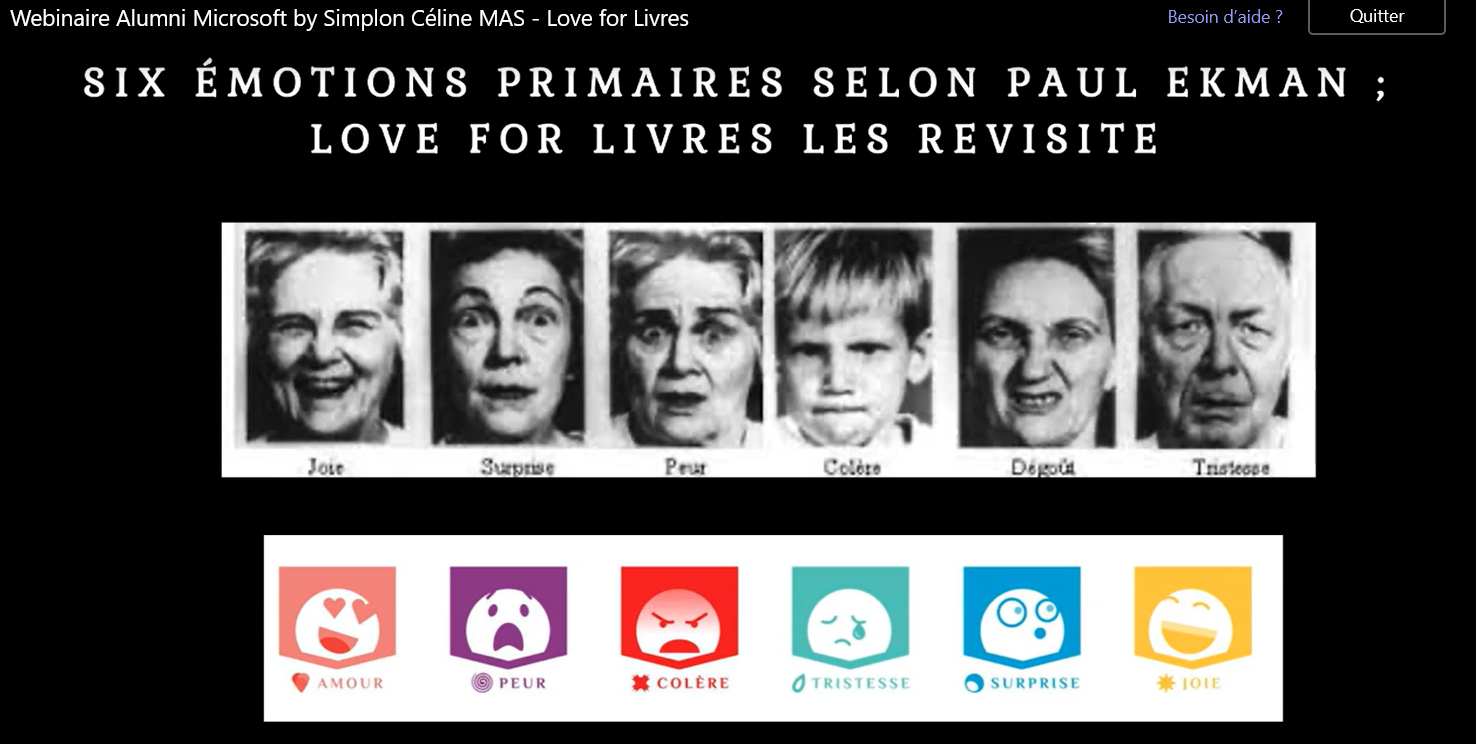 Webinaire Alumni Microsoft by Simplon Céline MAS - Love for Livres
Besoin d'aide ?
Quitter
SIX ÉMOTIONS PRIMAIRES SELON PAUL EKMAN ;
LOVE FOR LIVRES LES REVISITE
Joie Surprise Peur Colère Dégoût Tristesse
AMOUR PEUR COLÈRE TRISTESSE SURPRISE JOIE